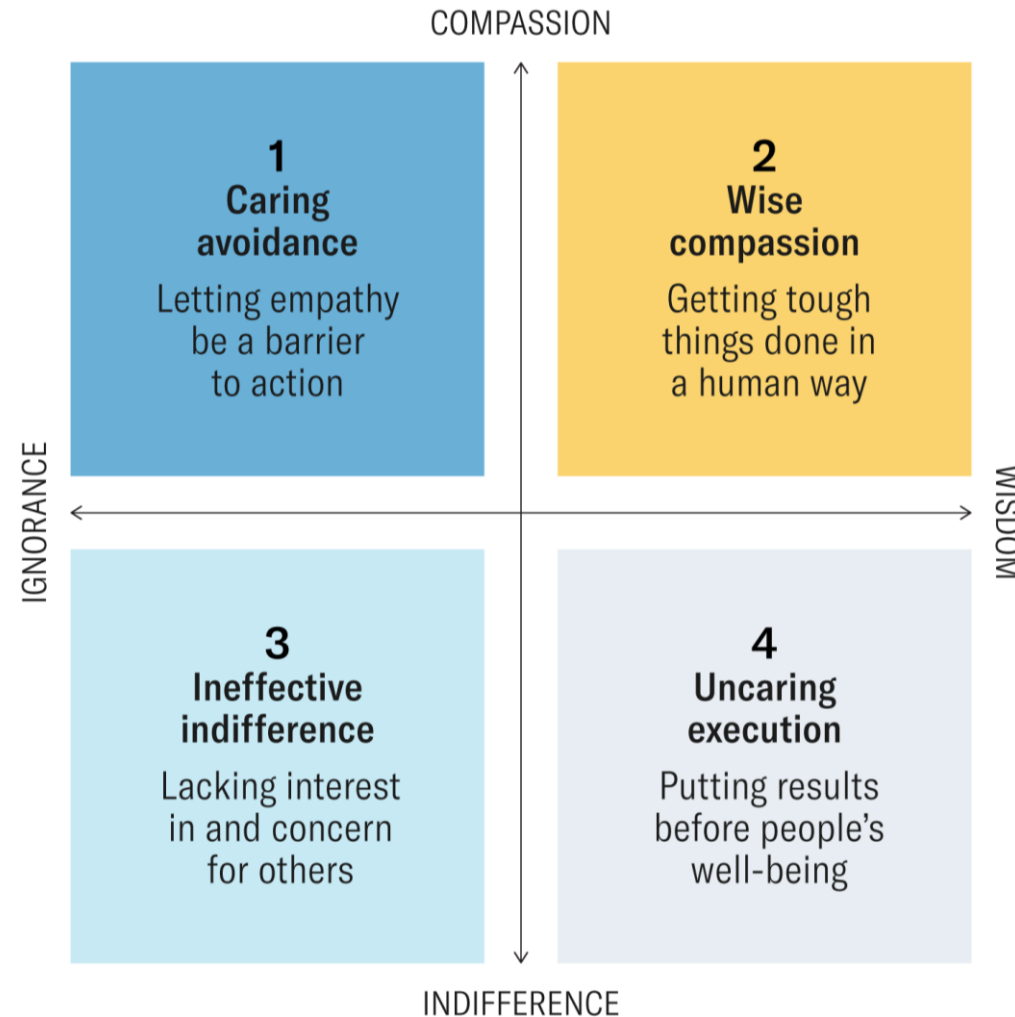 COMPASSION
1
Caring
avoidance
Letting empathy
be a barrier
to action
2
Wise
compassion
Getting tough
things done in
a human way
IGNORANCE
WISDOM
3
Ineffective
indifference
Lacking interest
in and concern
for others
4
Uncaring
execution
Putting results
before people’s
well-being
INDIFFERENCE